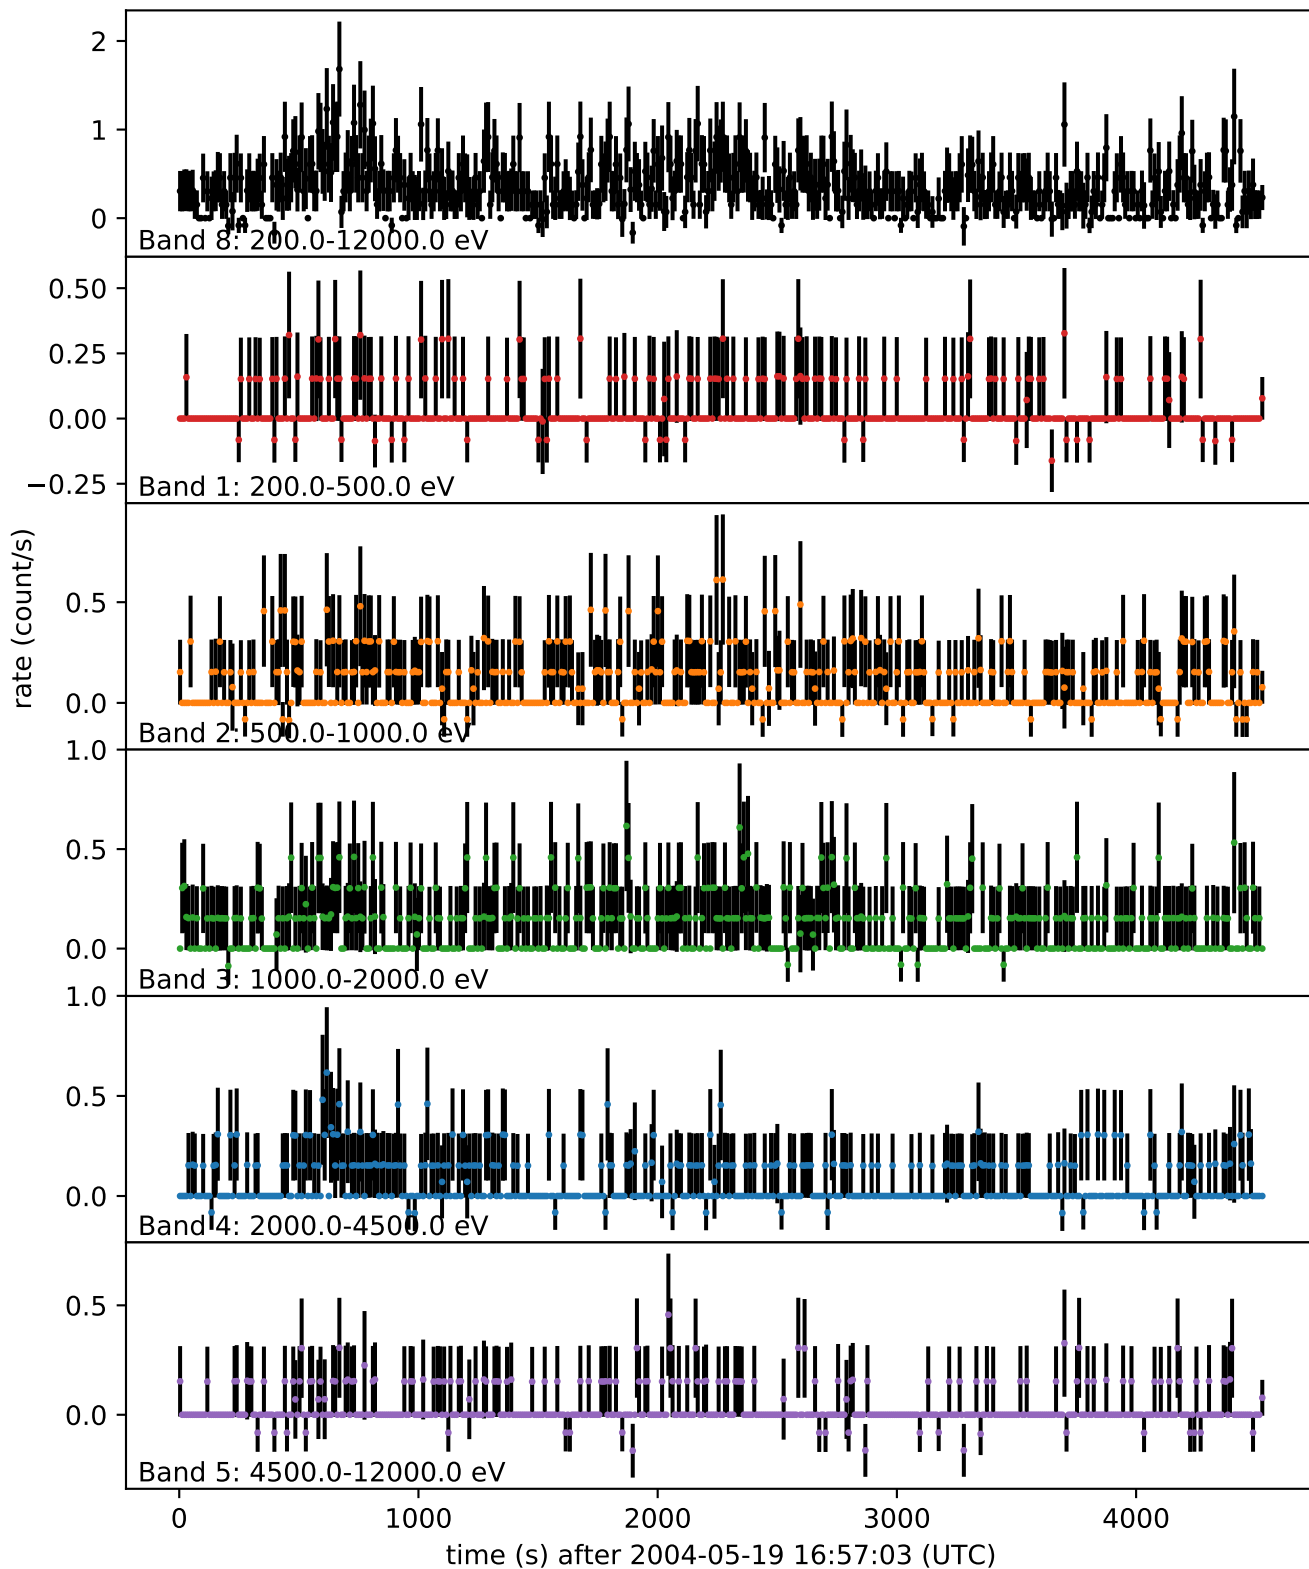 2
1
0
Band 8: 200.0-12000.0 eV
0.50
0.25
0.00
−0.25
Band 1: 200.0-500.0 eV
0.5
0.0
Band 2: 500.0-1000.0 eV
rate (count/s)
1.0
0.5
0.0
Band 3: 1000.0-2000.0 eV
1.0
0.5
0.0
Band 4: 2000.0-4500.0 eV
0.5
0.0
Band 5: 4500.0-12000.0 eV
0 1000 2000 3000 4000
time (s) after 2004-05-19 16:57:03 (UTC)